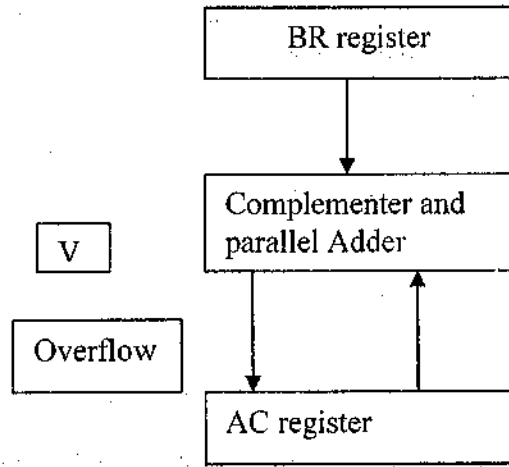 BR register
Complementer and
parallel Adder
V
Overflow
AC register